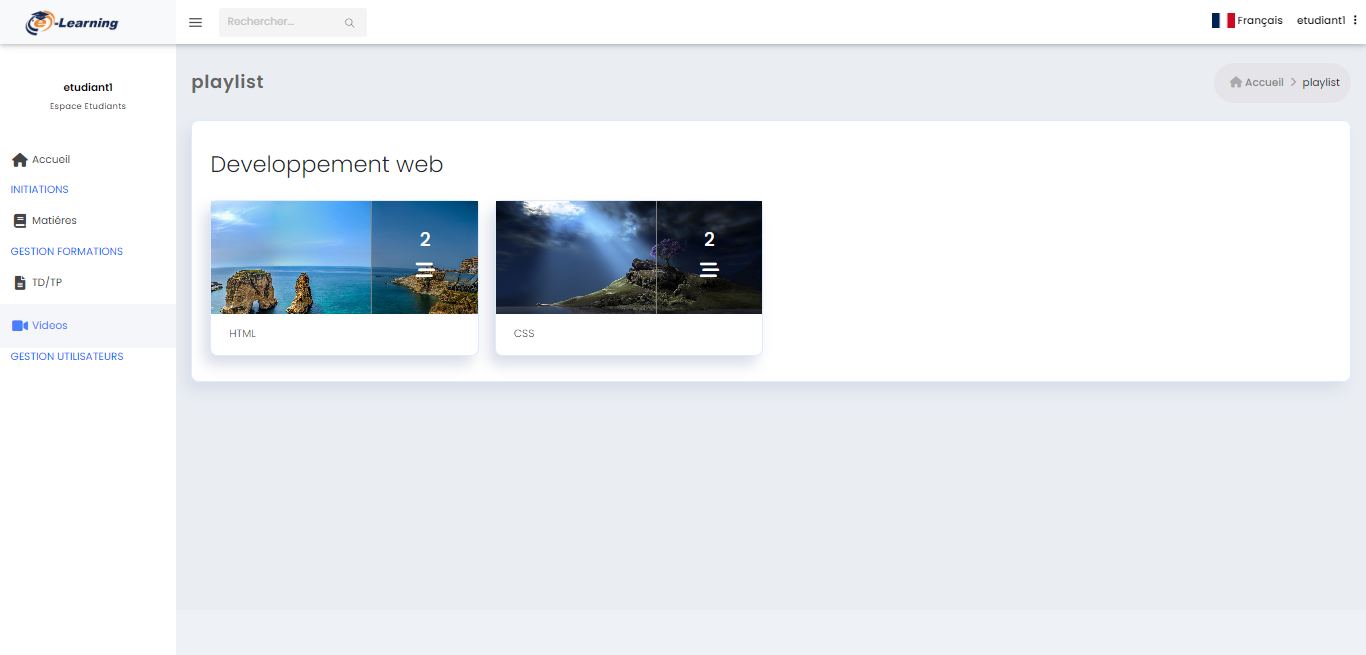 e-Learning
Rechercher...
Français
etudiant1
etudiant1
Espace Etudiants
Accueil
INITIATIONS
Matiéres
GESTION FORMATIONS
TD/TP
Videos
GESTION UTILISATEURS
playlist
Accueil > playlist
Developpement web
2
HTML
2
CSS